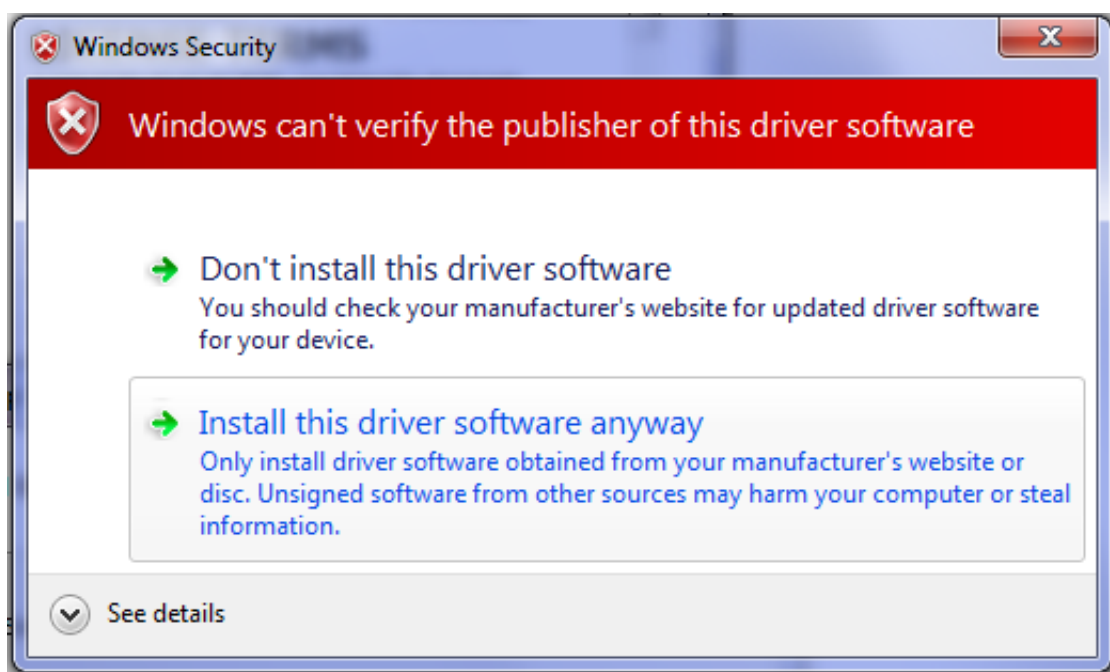 Windows Security
Windows can't verify the publisher of this driver software
Don't install this driver software
You should check your manufacturer's website for updated driver software
for your device.
Install this driver software anyway
Only install driver software obtained from your manufacturer's website or
disc. Unsigned software from other sources may harm your computer or steal
information.
See details